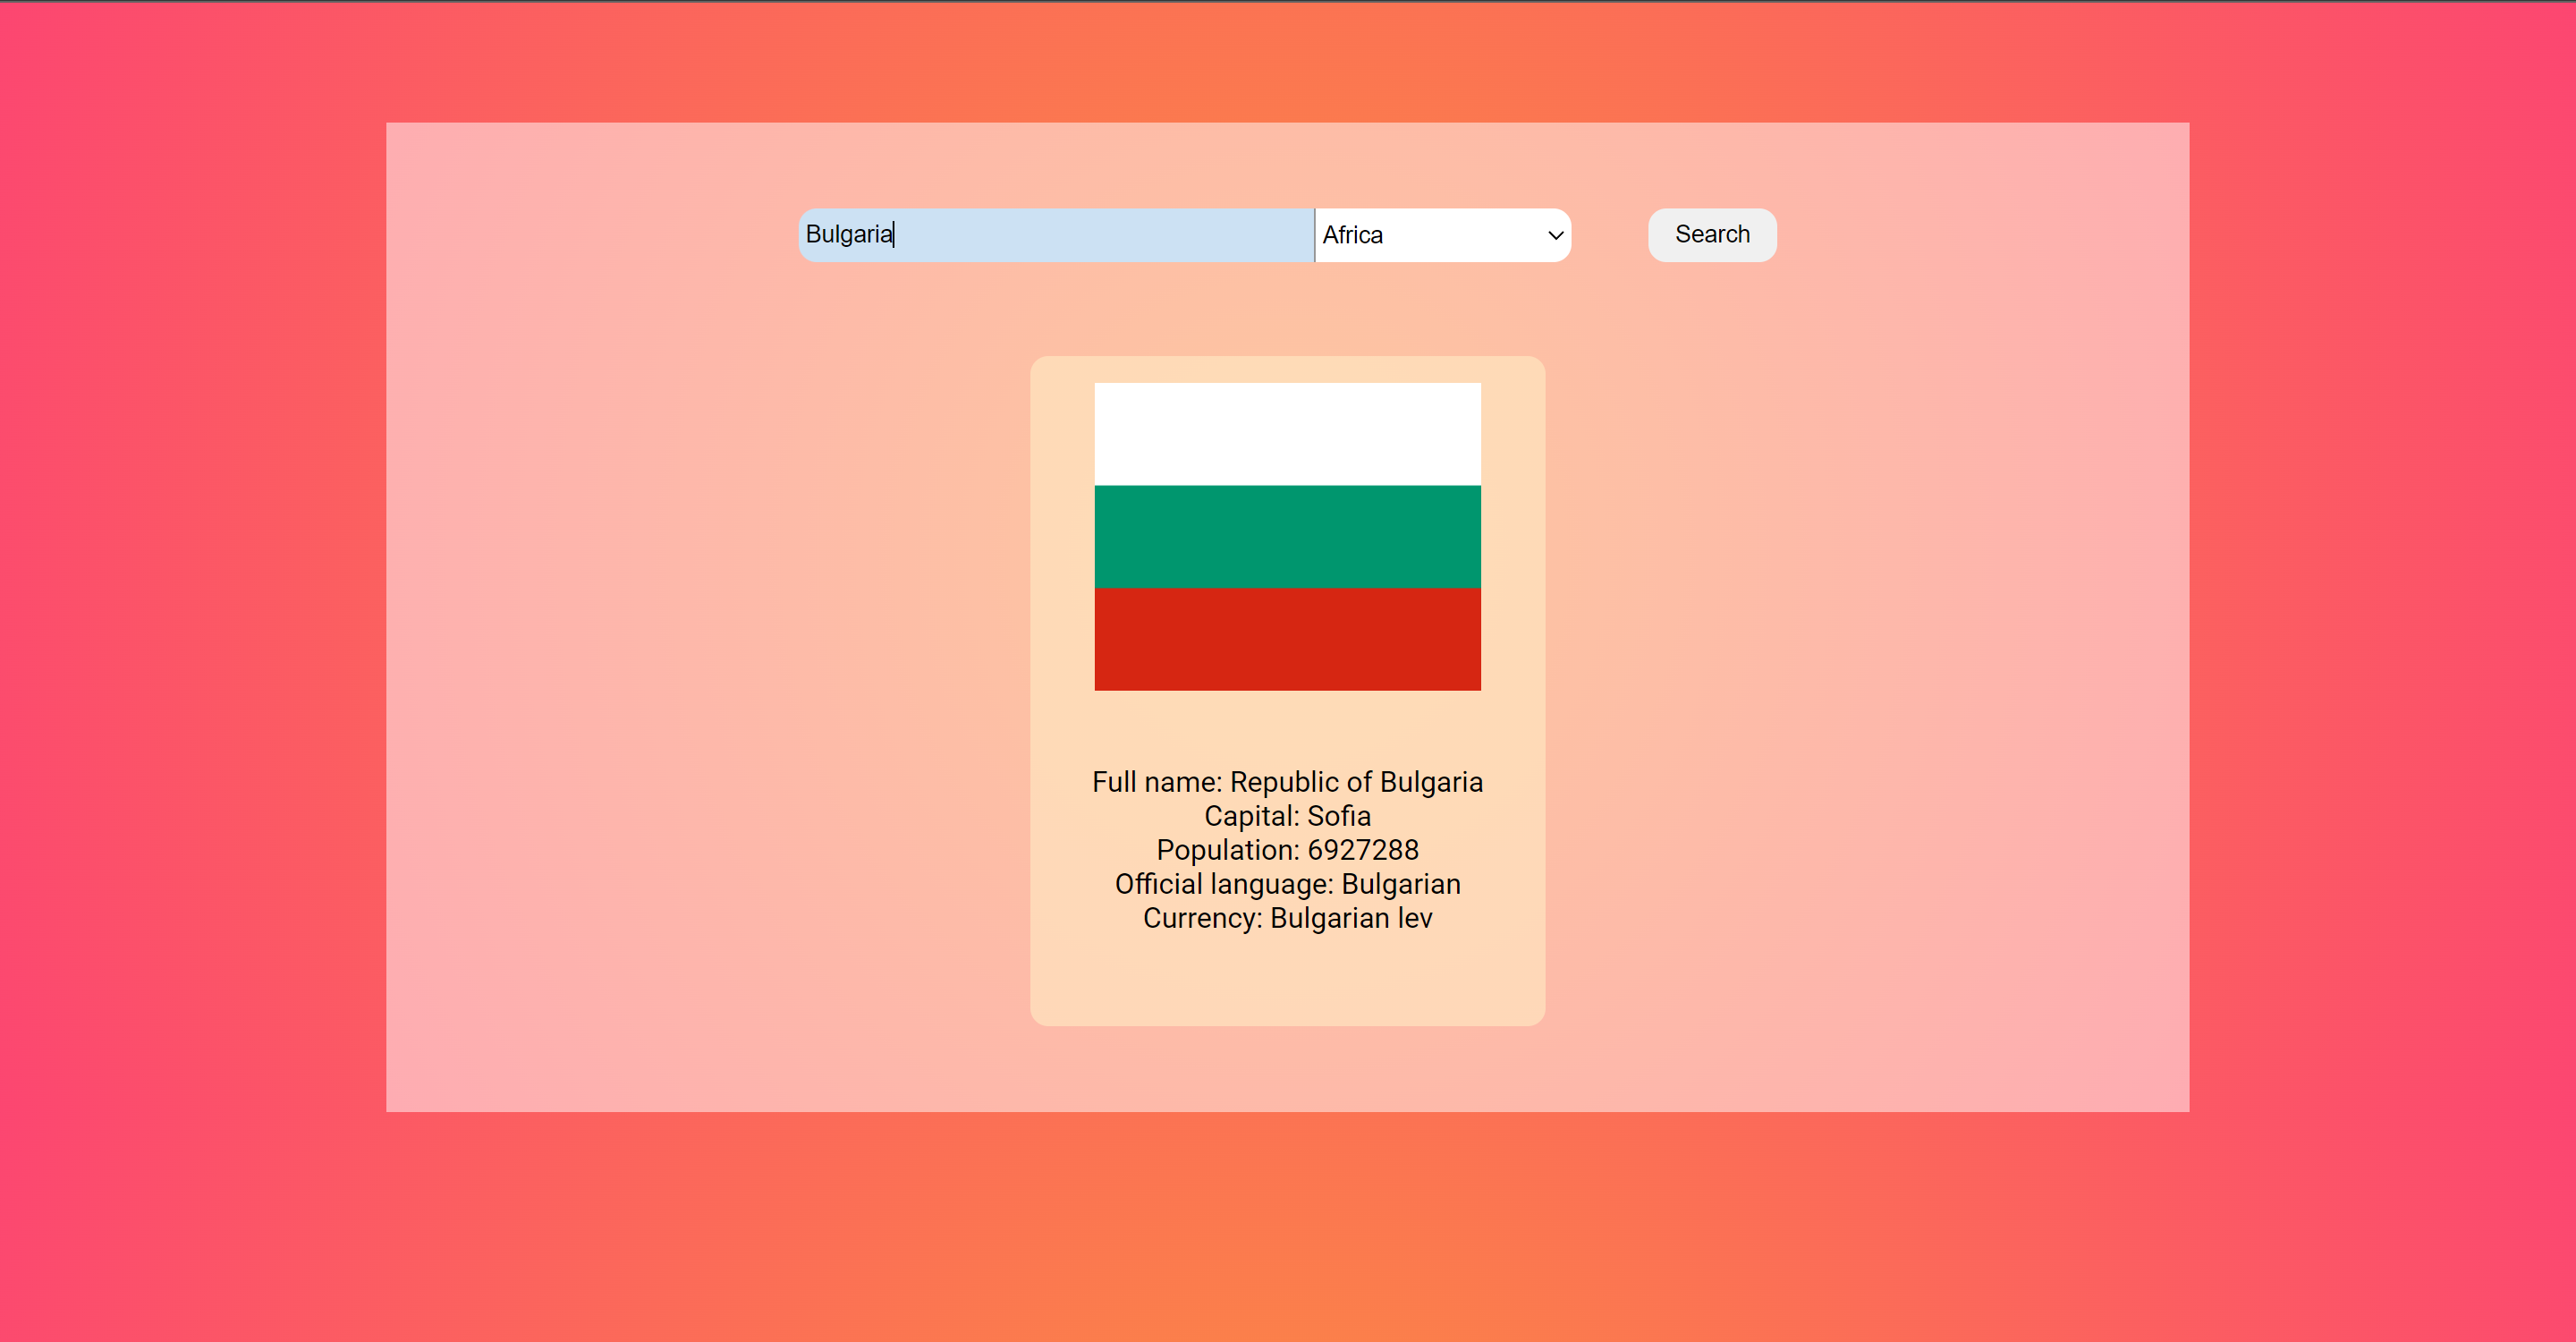 Bulgaria
Africa
Search
Full name: Republic of Bulgaria
Capital: Sofia
Population: 6927288
Official language: Bulgarian
Currency: Bulgarian lev